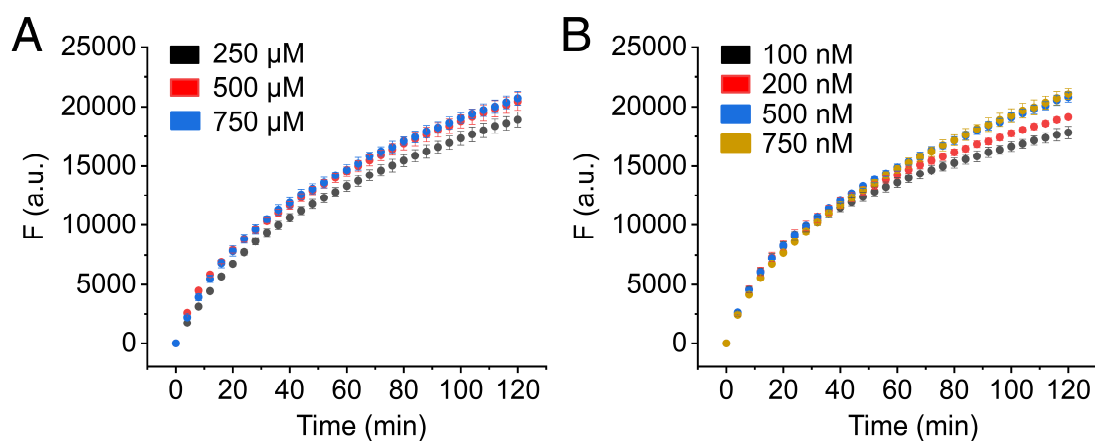 A
25000
20000
15000
10000
5000
0
F (a.u.)
250 µM
500 µM
750 µM
0 20 40 60 80 100 120
Time (min)
B
25000
20000
15000
10000
5000
0
F (a.u.)
100 nM
200 nM
500 nM
750 nM
0 20 40 60 80 100 120
Time (min)